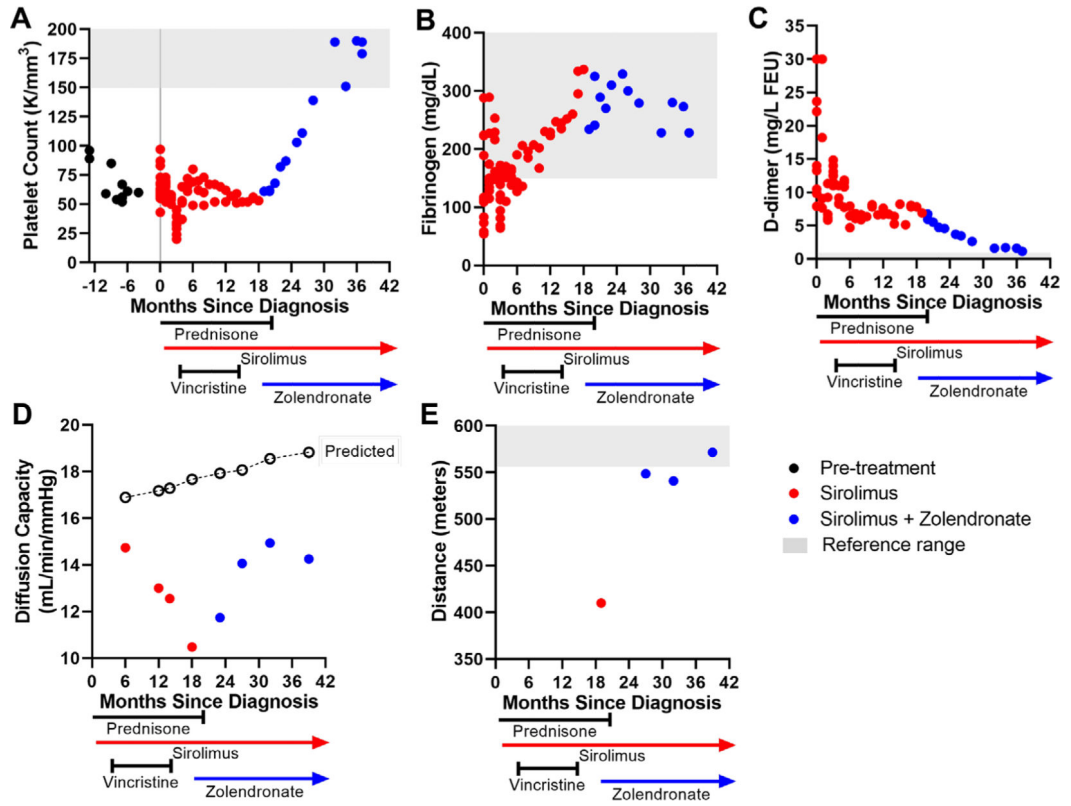 A
Platelet Count (K/mm³)
200
175
150
125
100
75
50
25
0
-12 -6 0 6 12 18 24 30 36 42
Months Since Diagnosis
Prednisone
Sirolimus
Vincristine
Zolendronate
B
Fibrinogen (mg/dL)
400
300
200
100
0
0 6 12 18 24 30 36 42
Months Since Diagnosis
Prednisone
Sirolimus
Vincristine
Zolendronate
C
D-dimer (mg/L FEU)
35
30
25
20
15
10
5
0
0 6 12 18 24 30 36 42
Months Since Diagnosis
Prednisone
Sirolimus
Vincristine
Zolendronate
D
Diffusion Capacity
(mL/min/mmHg)
20
18
16
14
12
10
Predicted
0 6 12 18 24 30 36 42
Months Since Diagnosis
Prednisone
Sirolimus
Vincristine
Zolendronate
E
Distance (meters)
600
550
500
450
400
350
0 6 12 18 24 30 36 42
Months Since Diagnosis
Prednisone
Sirolimus
Vincristine
Zolendronate
Pre-treatment
Sirolimus
Sirolimus + Zolendronate
Reference range